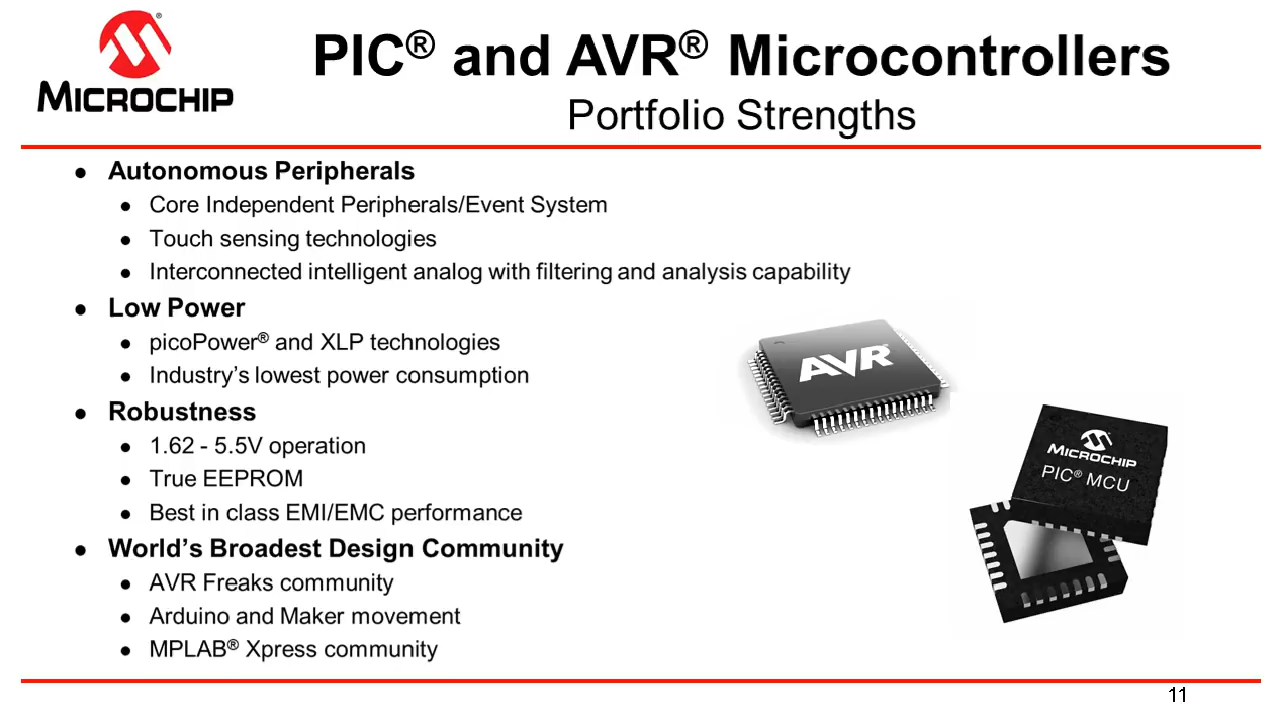 MICROCHIP
PIC® and AVR® Microcontrollers
Portfolio Strengths
● Autonomous Peripherals
● Core Independent Peripherals/Event System
● Touch sensing technologies
● Interconnected intelligent analog with filtering and analysis capability
● Low Power
● picoPower® and XLP technologies
● Industry's lowest power consumption
● Robustness
● 1.62 - 5.5V operation
● True EEPROM
● Best in class EMI/EMC performance
● World's Broadest Design Community
● AVR Freaks community
● Arduino and Maker movement
● MPLAB® Xpress community
AVR
MICROCHIP
PIC® MCU
11